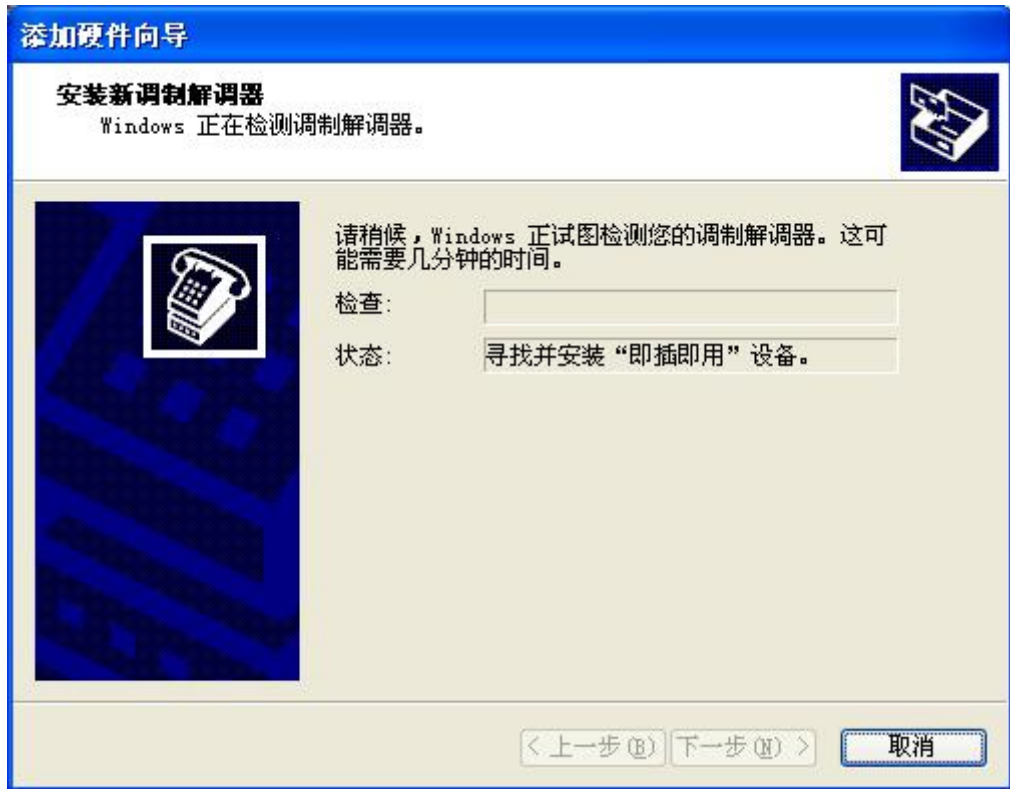 添加硬件向导
安装新调制解调器
Windows 正在检测调制解调器。
请稍候，Windows 正试图检测您的调制解调器。这可
能需要几分钟的时间。
检查:
状态: 寻找并安装“即插即用”设备。
< 上一步(B) 下一步(N) > 取消